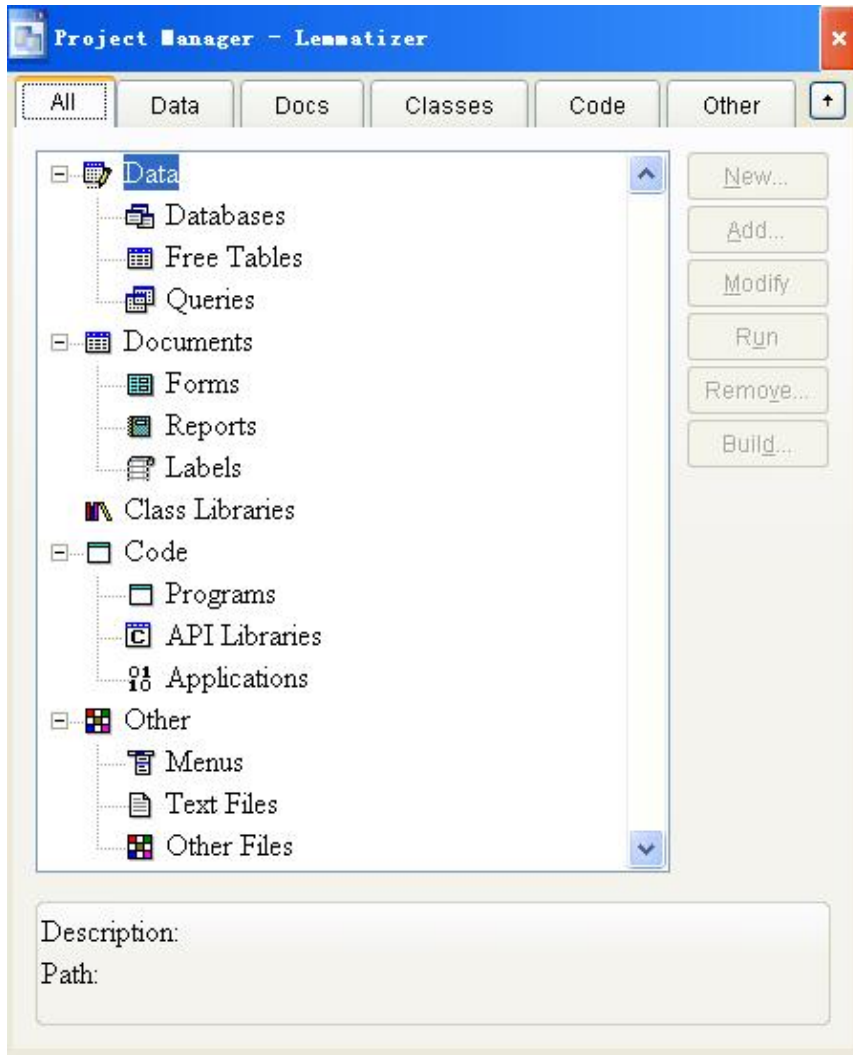 Project Manager - Lemmatizer
All Data Docs Classes Code Other
Data
Databases
Free Tables
Queries
Documents
Forms
Reports
Labels
Class Libraries
Code
Programs
API Libraries
Applications
Other
Menus
Text Files
Other Files
New...
Add...
Modify
Run
Remove...
Build...
Description:
Path: